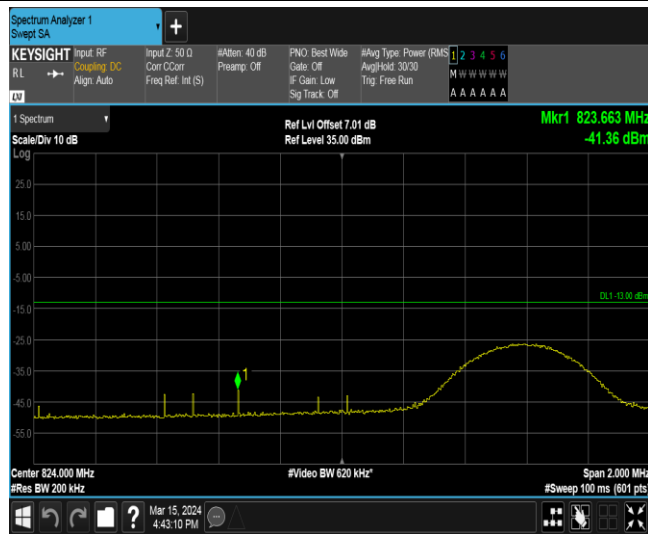 Spectrum Analyzer 1
Swept SA
+
KEYSIGHT
RL
LXI
Input: RF
Coupling: DC
Align: Auto
Input Z: 50 Ω
Corr CCorr
Freq Ref: Int (S)
#Atten: 40 dB
Preamp: Off
PNO: Best Wide
Gate: Off
IF Gain: Low
Sig Track: Off
#Avg Type: Power (RMS
Avg|Hold: 30/30
Trig: Free Run
1 2 3 4 5 6
M W W W W W
A A A A A A
1 Spectrum
Scale/Div 10 dB
Log
Ref Lvl Offset 7.01 dB
Ref Level 35.00 dBm
Mkr1 823.663 MHz
-41.36 dBm
25.0
15.0
5.00
-5.00
DL1 -13.00 dBm
-15.0
-25.0
-35.0
1
-45.0
-55.0
Center 824.000 MHz
#Res BW 200 kHz
#Video BW 620 kHz*
Span 2.000 MHz
#Sweep 100 ms (601 pts)
?
Mar 15, 2024
4:43:10 PM